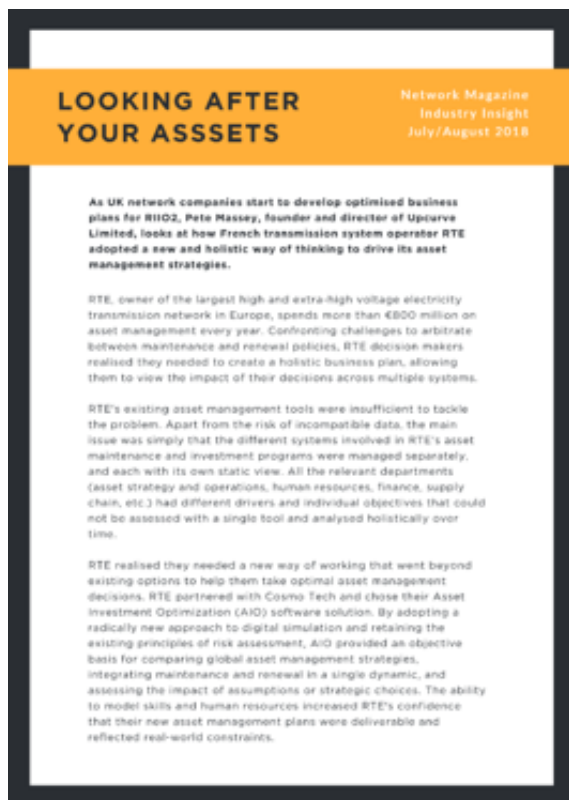 LOOKING AFTER
YOUR ASSSETS
Network Magazine
Industry Insight
July/August 2018
As UK network companies start to develop optimised business
plans for RIIO2, Pete Massey, founder and director of Upcurve
Limited, looks at how French transmission system operator RTE
adopted a new and holistic way of thinking to drive its asset
management strategies.
RTE, owner of the largest high and extra-high voltage electricity
transmission network in Europe, spends more than €800 million on
asset management every year. Confronting challenges to arbitrate
between maintenance and renewal policies, RTE decision makers
realised they needed to create a holistic business plan, allowing
them to view the impact of their decisions across multiple systems.
RTE's existing asset management tools were insufficient to tackle
the problem. Apart from the risk of incompatible data, the main
issue was simply that the different systems involved in RTE's asset
maintenance and investment programs were managed separately,
and each with its own static view. All the relevant departments
(asset strategy and operations, human resources, finance, supply
chain, etc.) had different drivers and individual objectives that could
not be assessed with a single tool and analysed holistically over
time.
RTE realised they needed a new way of working that went beyond
existing options to help them take optimal asset management
decisions. RTE partnered with Cosmo Tech and chose their Asset
Investment Optimization (AIO) software solution. By adopting a
radically new approach to digital simulation and retaining the
existing principles of risk assessment, AIO provided an objective
basis for comparing global asset management strategies,
integrating maintenance and renewal in a single dynamic, and
assessing the impact of assumptions or strategic choices. The ability
to model skills and human resources increased RTE's confidence
that their new asset management plans were deliverable and
reflected real-world constraints.